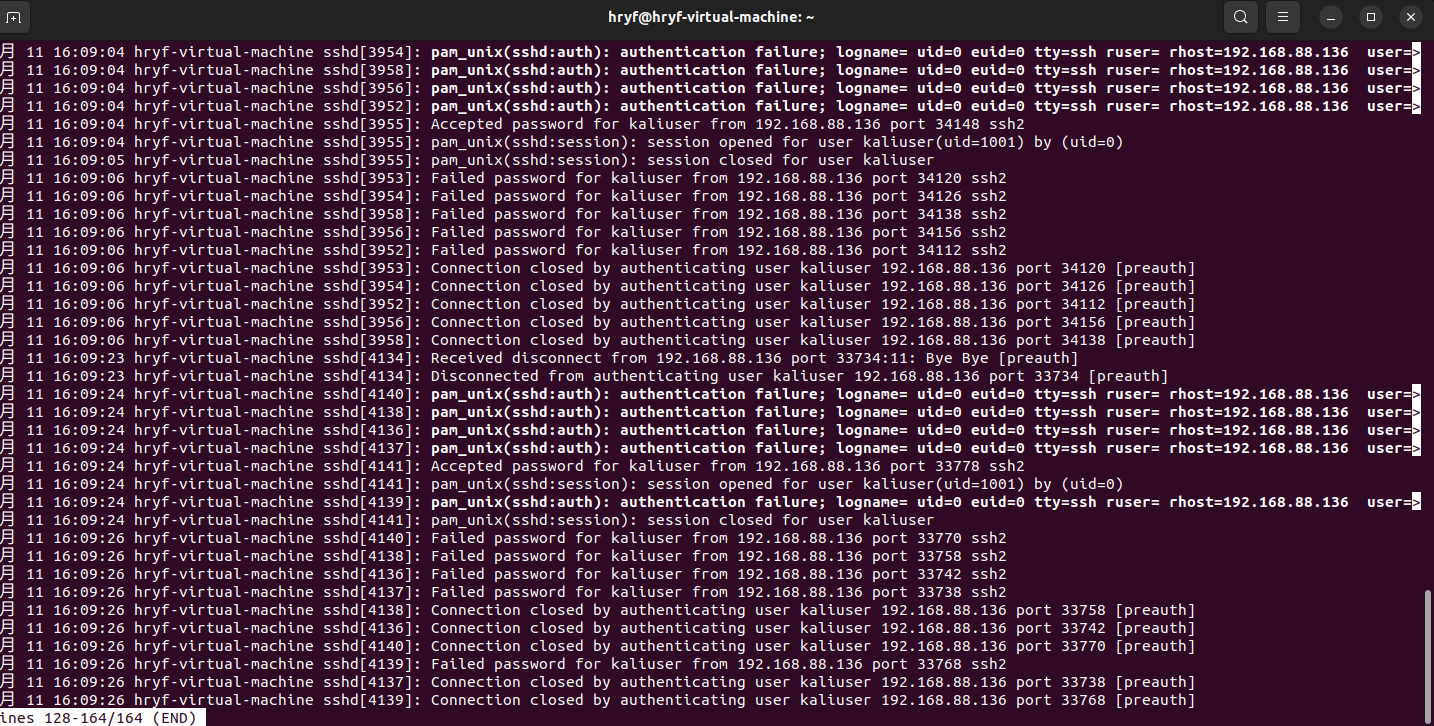 hryf@hryf-virtual-machine: ~
月 11 16:09:04 hryf-virtual-machine sshd[3954]: pam_unix(sshd:auth): authentication failure; logname= uid=0 euid=0 tty=ssh ruser= rhost=192.168.88.136  user=>
月 11 16:09:04 hryf-virtual-machine sshd[3958]: pam_unix(sshd:auth): authentication failure; logname= uid=0 euid=0 tty=ssh ruser= rhost=192.168.88.136  user=>
月 11 16:09:04 hryf-virtual-machine sshd[3956]: pam_unix(sshd:auth): authentication failure; logname= uid=0 euid=0 tty=ssh ruser= rhost=192.168.88.136  user=>
月 11 16:09:04 hryf-virtual-machine sshd[3952]: pam_unix(sshd:auth): authentication failure; logname= uid=0 euid=0 tty=ssh ruser= rhost=192.168.88.136  user=>
月 11 16:09:04 hryf-virtual-machine sshd[3955]: Accepted password for kaliuser from 192.168.88.136 port 34148 ssh2
月 11 16:09:04 hryf-virtual-machine sshd[3955]: pam_unix(sshd:session): session opened for user kaliuser(uid=1001) by (uid=0)
月 11 16:09:05 hryf-virtual-machine sshd[3955]: pam_unix(sshd:session): session closed for user kaliuser
月 11 16:09:06 hryf-virtual-machine sshd[3953]: Failed password for kaliuser from 192.168.88.136 port 34120 ssh2
月 11 16:09:06 hryf-virtual-machine sshd[3954]: Failed password for kaliuser from 192.168.88.136 port 34126 ssh2
月 11 16:09:06 hryf-virtual-machine sshd[3958]: Failed password for kaliuser from 192.168.88.136 port 34138 ssh2
月 11 16:09:06 hryf-virtual-machine sshd[3956]: Failed password for kaliuser from 192.168.88.136 port 34156 ssh2
月 11 16:09:06 hryf-virtual-machine sshd[3952]: Failed password for kaliuser from 192.168.88.136 port 34112 ssh2
月 11 16:09:06 hryf-virtual-machine sshd[3953]: Connection closed by authenticating user kaliuser 192.168.88.136 port 34120 [preauth]
月 11 16:09:06 hryf-virtual-machine sshd[3954]: Connection closed by authenticating user kaliuser 192.168.88.136 port 34126 [preauth]
月 11 16:09:06 hryf-virtual-machine sshd[3952]: Connection closed by authenticating user kaliuser 192.168.88.136 port 34112 [preauth]
月 11 16:09:06 hryf-virtual-machine sshd[3956]: Connection closed by authenticating user kaliuser 192.168.88.136 port 34156 [preauth]
月 11 16:09:06 hryf-virtual-machine sshd[3958]: Connection closed by authenticating user kaliuser 192.168.88.136 port 34138 [preauth]
月 11 16:09:23 hryf-virtual-machine sshd[4134]: Received disconnect from 192.168.88.136 port 33734:11: Bye Bye [preauth]
月 11 16:09:23 hryf-virtual-machine sshd[4134]: Disconnected from authenticating user kaliuser 192.168.88.136 port 33734 [preauth]
月 11 16:09:24 hryf-virtual-machine sshd[4140]: pam_unix(sshd:auth): authentication failure; logname= uid=0 euid=0 tty=ssh ruser= rhost=192.168.88.136  user=>
月 11 16:09:24 hryf-virtual-machine sshd[4138]: pam_unix(sshd:auth): authentication failure; logname= uid=0 euid=0 tty=ssh ruser= rhost=192.168.88.136  user=>
月 11 16:09:24 hryf-virtual-machine sshd[4136]: pam_unix(sshd:auth): authentication failure; logname= uid=0 euid=0 tty=ssh ruser= rhost=192.168.88.136  user=>
月 11 16:09:24 hryf-virtual-machine sshd[4137]: pam_unix(sshd:auth): authentication failure; logname= uid=0 euid=0 tty=ssh ruser= rhost=192.168.88.136  user=>
月 11 16:09:24 hryf-virtual-machine sshd[4141]: Accepted password for kaliuser from 192.168.88.136 port 33778 ssh2
月 11 16:09:24 hryf-virtual-machine sshd[4141]: pam_unix(sshd:session): session opened for user kaliuser(uid=1001) by (uid=0)
月 11 16:09:24 hryf-virtual-machine sshd[4139]: pam_unix(sshd:auth): authentication failure; logname= uid=0 euid=0 tty=ssh ruser= rhost=192.168.88.136  user=>
月 11 16:09:24 hryf-virtual-machine sshd[4141]: pam_unix(sshd:session): session closed for user kaliuser
月 11 16:09:26 hryf-virtual-machine sshd[4140]: Failed password for kaliuser from 192.168.88.136 port 33770 ssh2
月 11 16:09:26 hryf-virtual-machine sshd[4138]: Failed password for kaliuser from 192.168.88.136 port 33758 ssh2
月 11 16:09:26 hryf-virtual-machine sshd[4136]: Failed password for kaliuser from 192.168.88.136 port 33742 ssh2
月 11 16:09:26 hryf-virtual-machine sshd[4137]: Failed password for kaliuser from 192.168.88.136 port 33738 ssh2
月 11 16:09:26 hryf-virtual-machine sshd[4138]: Connection closed by authenticating user kaliuser 192.168.88.136 port 33758 [preauth]
月 11 16:09:26 hryf-virtual-machine sshd[4136]: Connection closed by authenticating user kaliuser 192.168.88.136 port 33742 [preauth]
月 11 16:09:26 hryf-virtual-machine sshd[4140]: Connection closed by authenticating user kaliuser 192.168.88.136 port 33770 [preauth]
月 11 16:09:26 hryf-virtual-machine sshd[4139]: Failed password for kaliuser from 192.168.88.136 port 33768 ssh2
月 11 16:09:26 hryf-virtual-machine sshd[4137]: Connection closed by authenticating user kaliuser 192.168.88.136 port 33738 [preauth]
月 11 16:09:26 hryf-virtual-machine sshd[4139]: Connection closed by authenticating user kaliuser 192.168.88.136 port 33768 [preauth]
ines 128-164/164 (END)